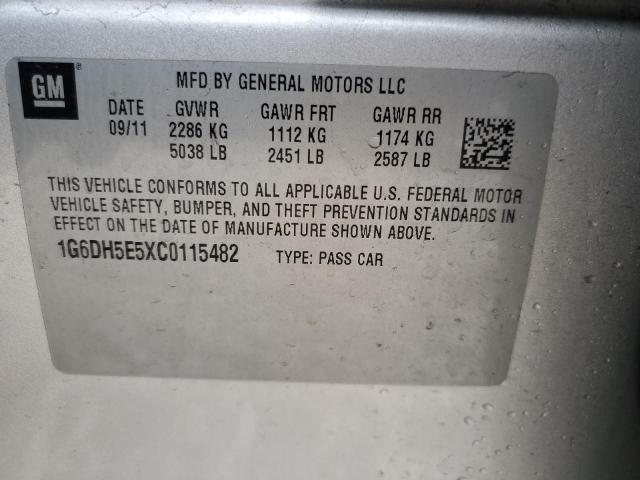 GM ®
MFD BY GENERAL MOTORS LLC
DATE GVWR GAWR FRT GAWR RR
09/11 2286 KG 1112 KG 1174 KG
5038 LB 2451 LB 2587 LB
THIS VEHICLE CONFORMS TO ALL APPLICABLE U.S. FEDERAL MOTOR
VEHICLE SAFETY, BUMPER, AND THEFT PREVENTION STANDARDS IN
EFFECT ON THE DATE OF MANUFACTURE SHOWN ABOVE.
1G6DH5E5XC0115482 TYPE: PASS CAR